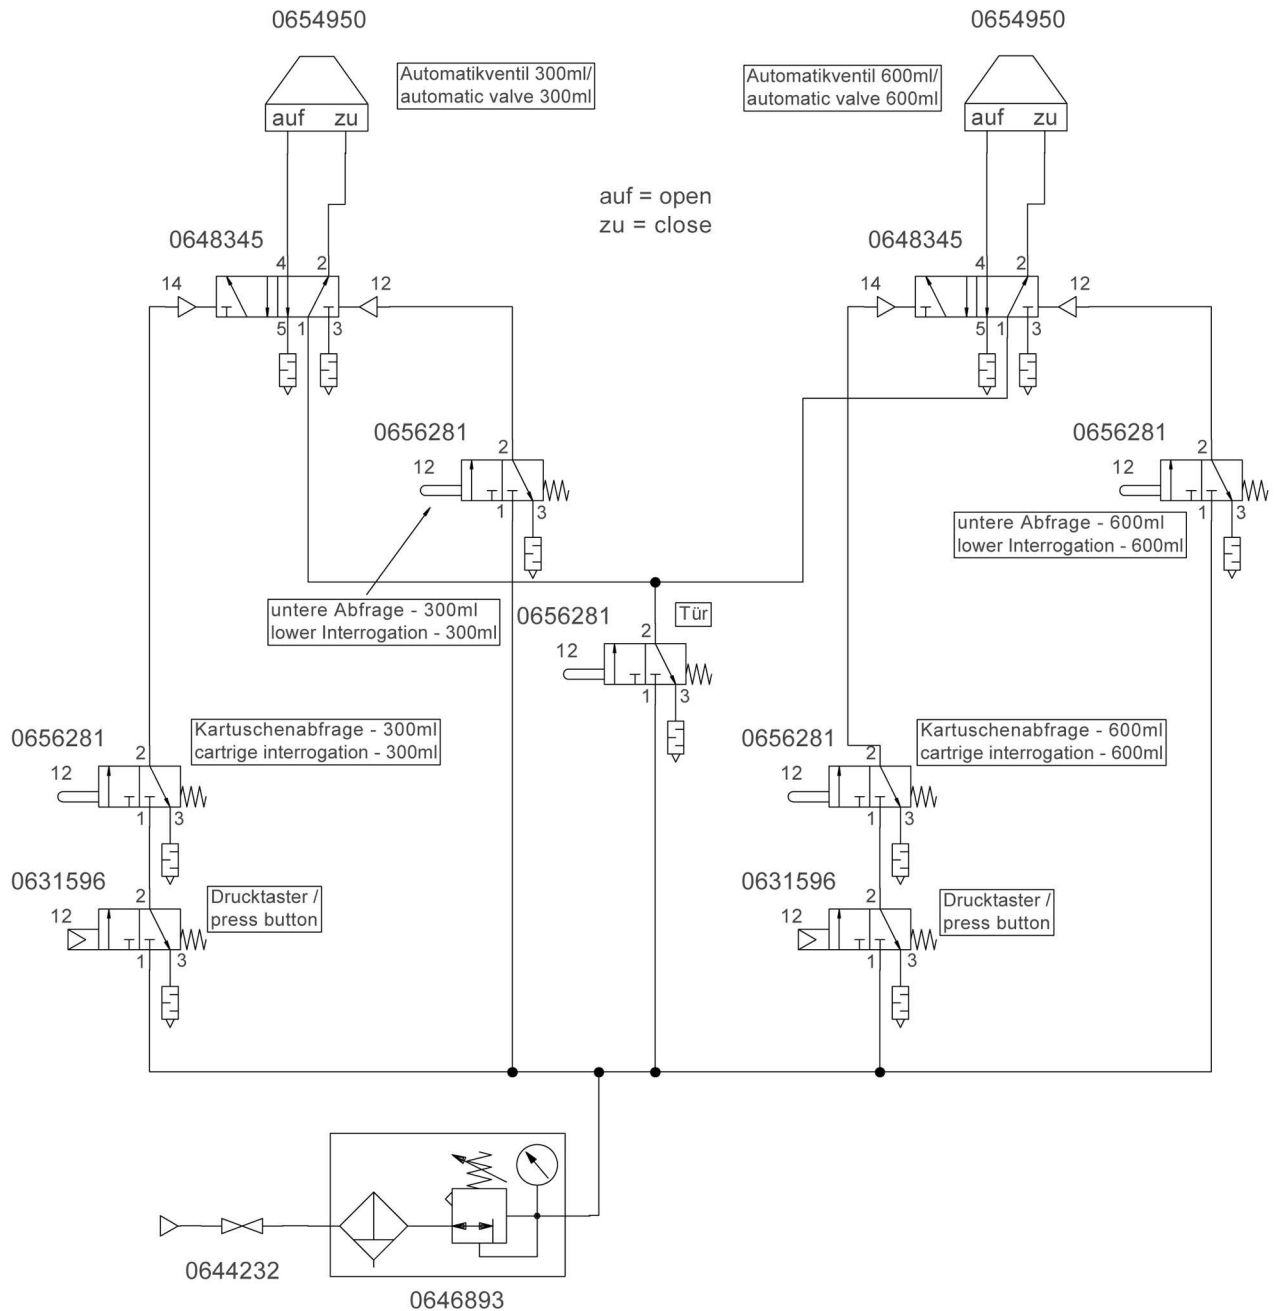 0654950
0654950
Automatikventil 300ml/
automatic valve 300ml
Automatikventil 600ml/
automatic valve 600ml
auf zu
auf zu
auf = open
zu = close
0648345
0648345
4 2
4 2
14
12
14
12
5 1 3
5 1 3
0656281
0656281
2
2
12
12
1 3
1 3
untere Abfrage - 600ml
lower Interrogation - 600ml
untere Abfrage - 300ml
lower Interrogation - 300ml
0656281
Tür
2
12
1 3
0656281
Kartuschenabfrage - 300ml
cartrige interrogation - 300ml
0656281
Kartuschenabfrage - 600ml
cartrige interrogation - 600ml
2
2
12
12
1 3
1 3
0631596
Drucktaster /
press button
0631596
Drucktaster /
press button
2
2
12
12
1 3
1 3
0644232
0646893